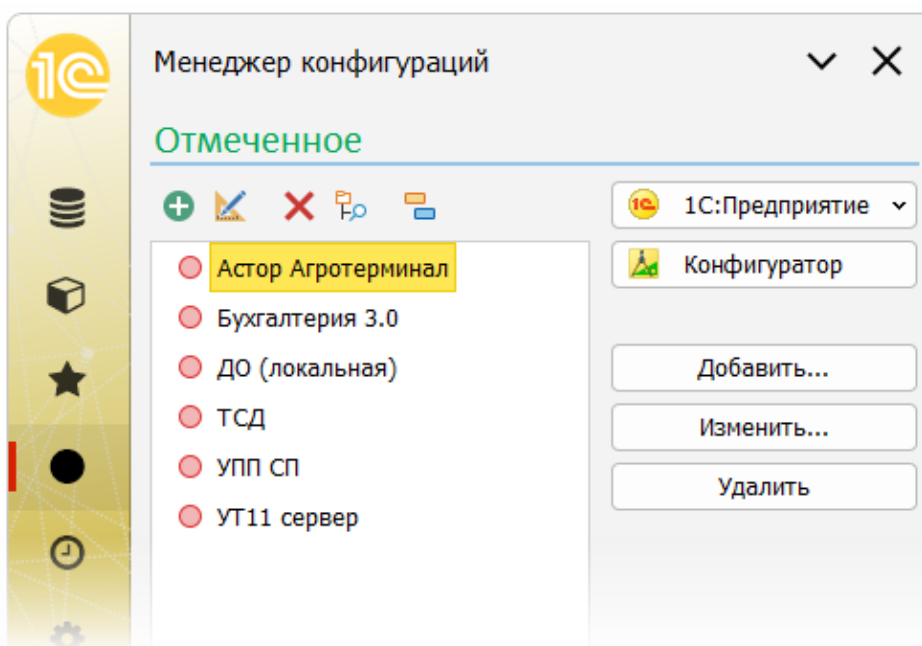 1С
Менеджер конфигураций
Отмеченное
1С:Предприятие
Конфигуратор
Астор Агротерминал
Бухгалтерия 3.0
ДО (локальная)
ТСД
УПП СП
УТ11 сервер
Добавить...
Изменить...
Удалить